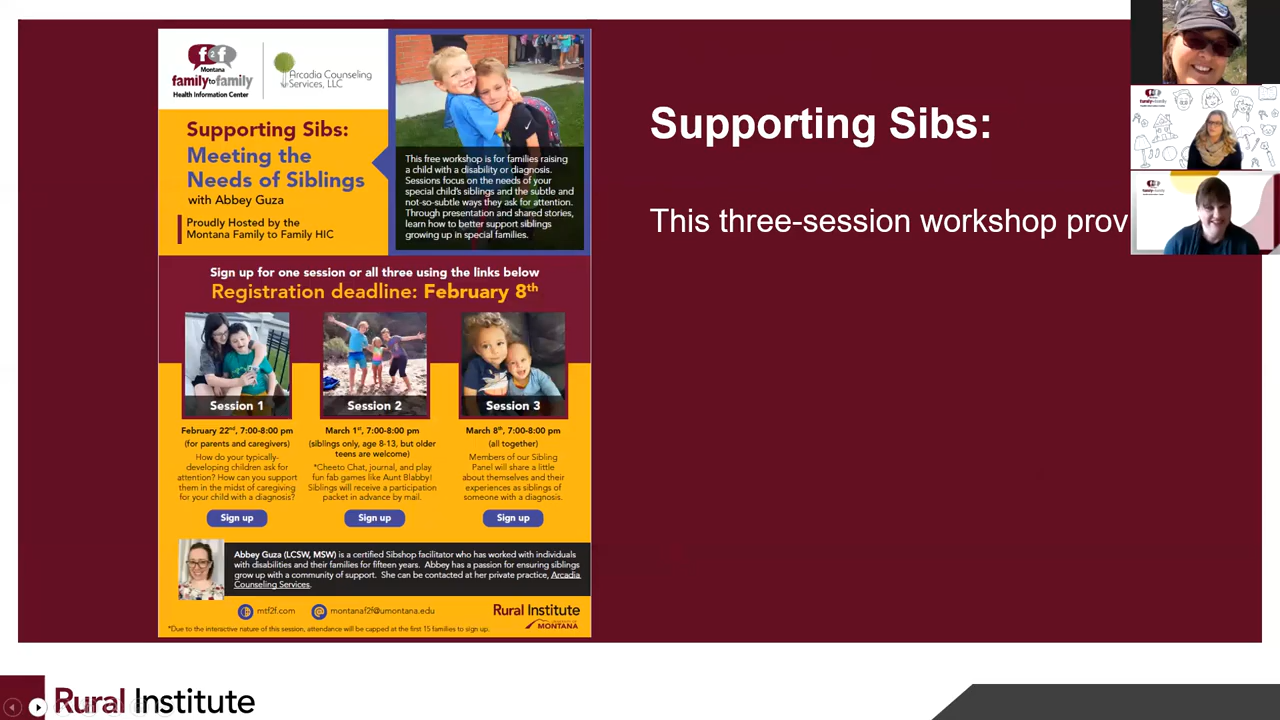 f2f
Montana
family to family
Health Information Center
Arcadia Counseling
Services, LLC
Supporting Sibs:
Meeting the
Needs of Siblings
with Abbey Guza
Proudly Hosted by the
Montana Family to Family HIC
This free workshop is for families raising
a child with a disability or diagnosis.
Sessions focus on the needs of your
special child's siblings and the subtle and
not-so-subtle ways they ask for attention.
Through presentation and shared stories,
learn how to better support siblings
growing up in special families.
Sign up for one session or all three using the links below
Registration deadline: February 8th
Session 1
February 22nd, 7:00-8:00 pm
(for parents and caregivers)
How do your typically-
developing children ask for
attention? How can you support
them in the midst of caregiving
for your child with a diagnosis?
Sign up
Session 2
March 1st, 7:00-8:00 pm
(siblings only, age 8-13, but older
teens are welcome)
*Cheeto Chat, journal, and play
fun fab games like Aunt Blabby!
Siblings will receive a participation
packet in advance by mail.
Sign up
Session 3
March 8th, 7:00-8:00 pm
(all together)
Members of our Sibling
Panel will share a little
about themselves and their
experiences as siblings of
someone with a diagnosis.
Sign up
Abbey Guza (LCSW, MSW) is a certified Sibshop facilitator who has worked with individuals
with disabilities and their families for fifteen years. Abbey has a passion for ensuring siblings
grow up with a community of support. She can be contacted at her private practice, Arcadia
Counseling Services.
mtf2f.com
montanaf2f@umontana.edu
Rural Institute
MONTANA
*Due to the interactive nature of this session, attendance will be capped at the first 15 families to sign up.
Supporting Sibs:
This three-session workshop prov
Rural Institute